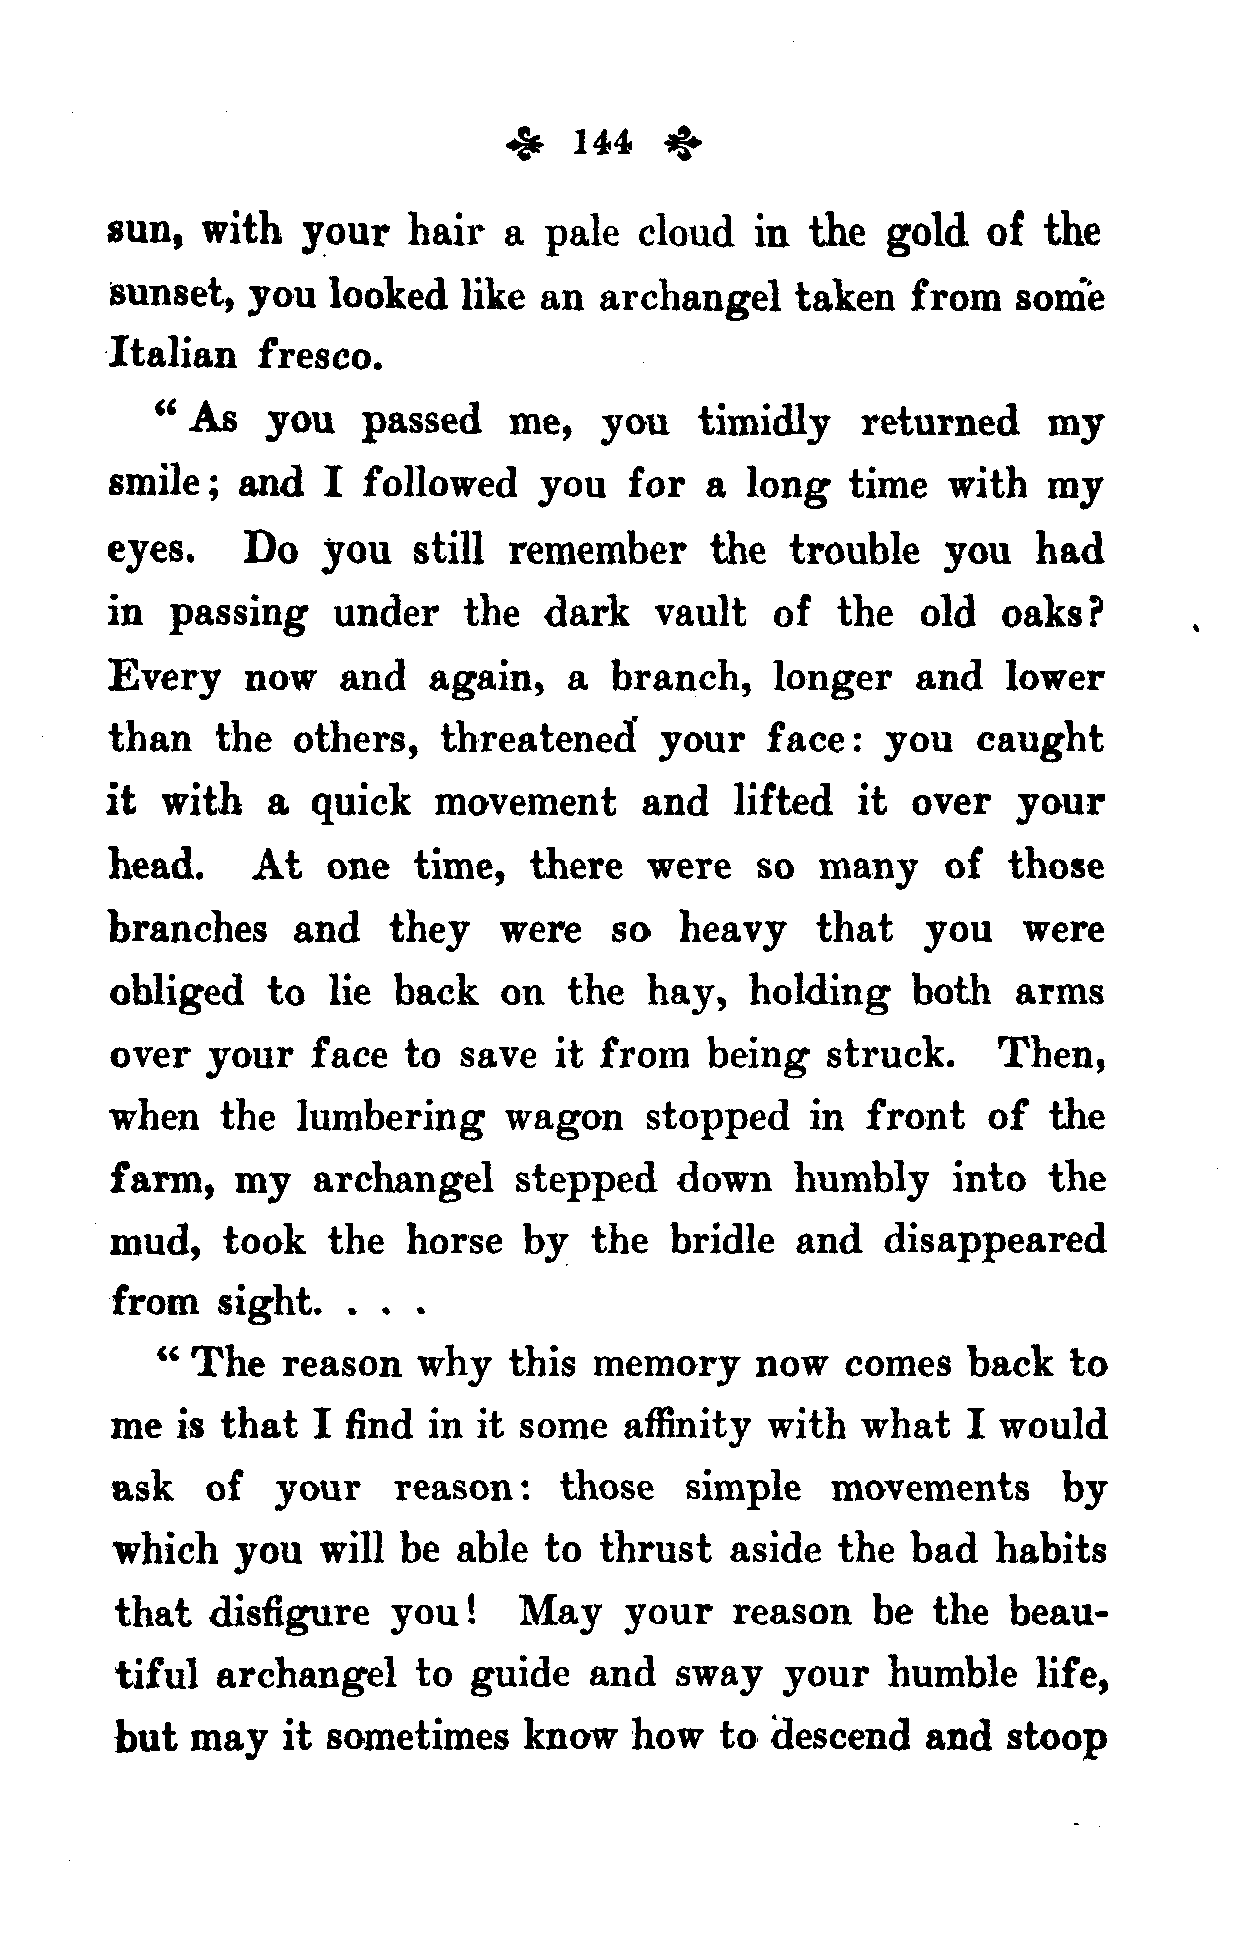 144
sun, with your hair a pale cloud in the gold of the
sunset, you looked like an archangel taken from some
Italian fresco.
“ As you passed me, you timidly returned my
smile; and I followed you for a long time with my
eyes. Do you still remember the trouble you had
in passing under the dark vault of the old oaks?
Every now and again, a branch, longer and lower
than the others, threatened your face: you caught
it with a quick movement and lifted it over your
head. At one time, there were so many of those
branches and they were so heavy that you were
obliged to lie back on the hay, holding both arms
over your face to save it from being struck. Then,
when the lumbering wagon stopped in front of the
farm, my archangel stepped down humbly into the
mud, took the horse by the bridle and disappeared
from sight. . . .
“ The reason why this memory now comes back to
me is that I find in it some affinity with what I would
ask of your reason: those simple movements by
which you will be able to thrust aside the bad habits
that disfigure you! May your reason be the beau-
tiful archangel to guide and sway your humble life,
but may it sometimes know how to descend and stoop